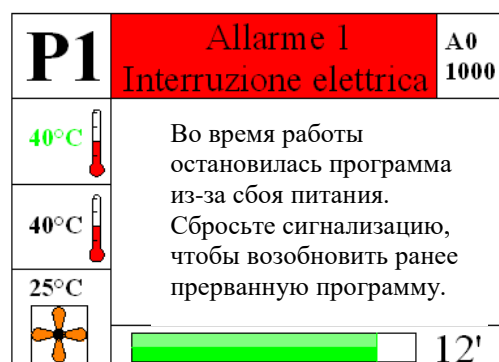 P1
Allarme 1
Interruzione elettrica
A0
1000
40°C
40°C
25°C
Во время работы
остановилась программа
из-за сбоя питания.
Сбросьте сигнализацию,
чтобы возобновить ранее
прерванную программу.
12'